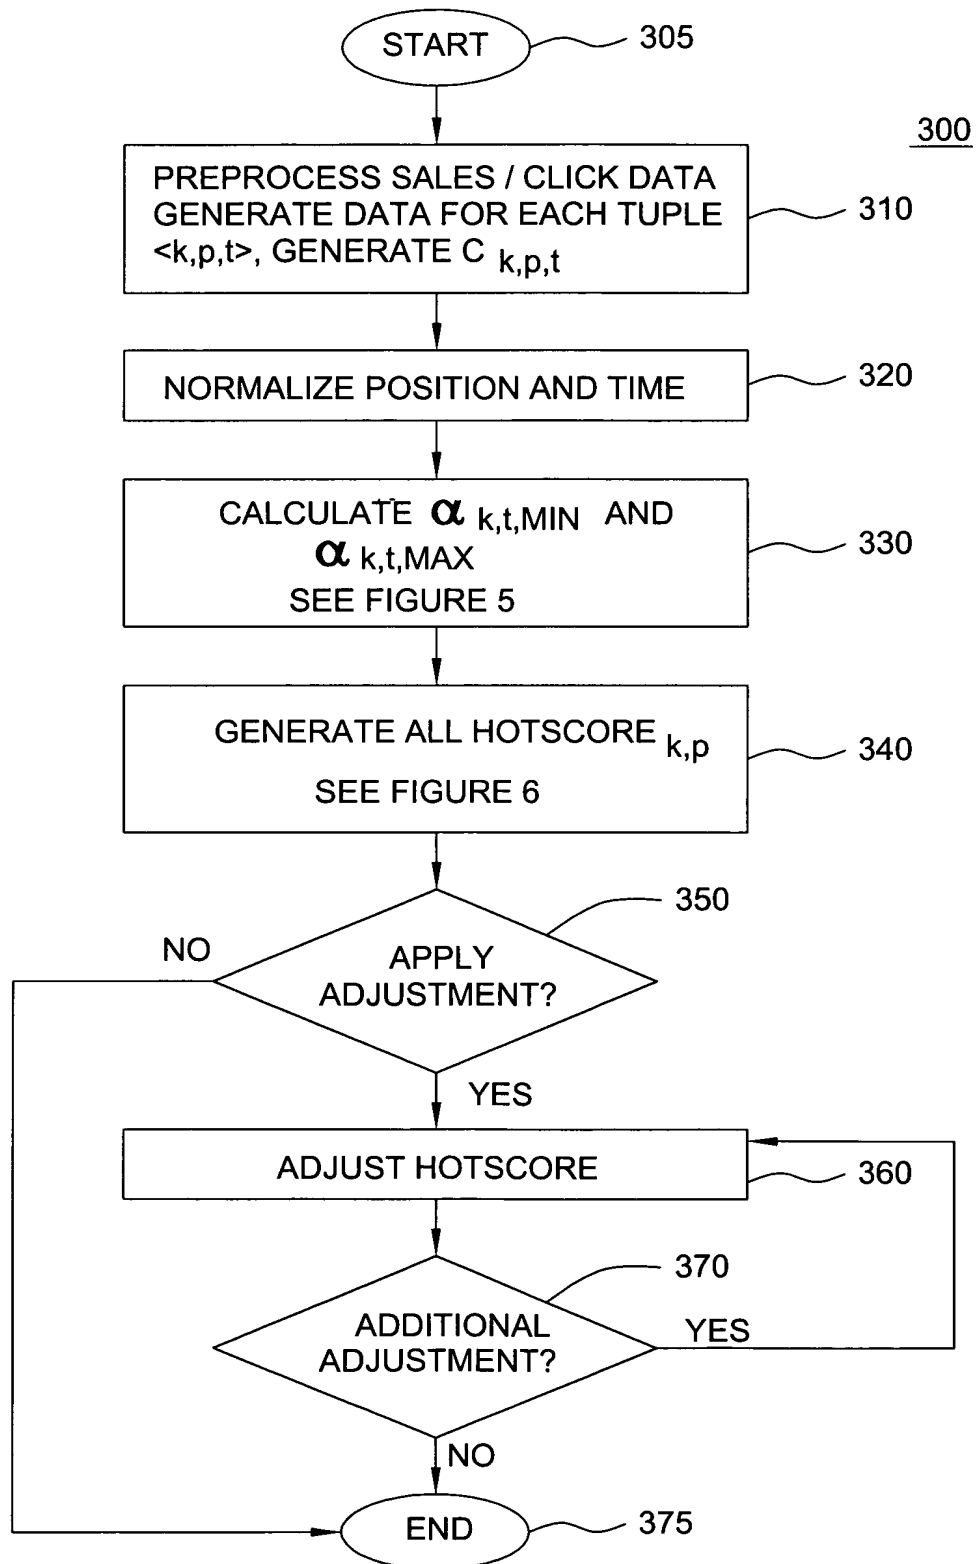 START
305
300
PREPROCESS SALES / CLICK DATA
GENERATE DATA FOR EACH TUPLE
<k,p,t>, GENERATE C k,p,t
310
NORMALIZE POSITION AND TIME
320
CALCULATE α k,t,MIN AND
α k,t,MAX
SEE FIGURE 5
330
GENERATE ALL HOTSCORE k,p
SEE FIGURE 6
340
350
NO
APPLY
ADJUSTMENT?
YES
ADJUST HOTSCORE
360
370
ADDITIONAL
ADJUSTMENT?
YES
NO
END
375